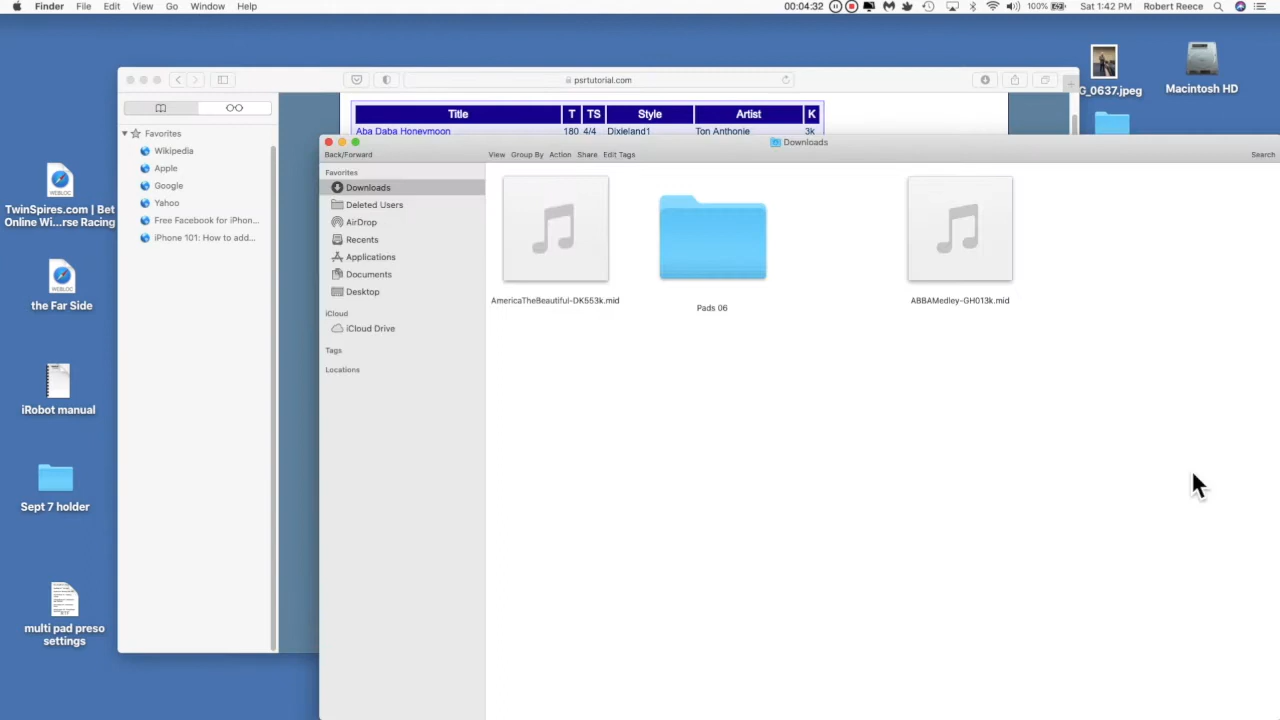 Finder File Edit View Go Window Help 00:04:32 100% Sat 1:42 PM Robert Reece
psrtutorial.com
G_0637.jpeg
Macintosh HD
Title T TS Style Artist K
Aba Daba Honeymoon 180 4/4 Dixieland1 Ton Anthonie 3k
Favorites
Wikipedia
Apple
Google
Yahoo
Free Facebook for iPhon...
iPhone 101: How to add...
Downloads
Back/Forward View Group By Action Share Edit Tags Search
Favorites
Downloads
Deleted Users
AirDrop
Recents
Applications
Documents
Desktop
iCloud
iCloud Drive
Tags
Locations
AmericaTheBeautiful-DK553k.mid
Pads 06
ABBAMedley-GH013k.mid
WEBLOC
TwinSpires.com | Bet
Online Wi...rse Racing
WEBLOC
the Far Side
iRobot manual
Sept 7 holder
multi pad preso
settings